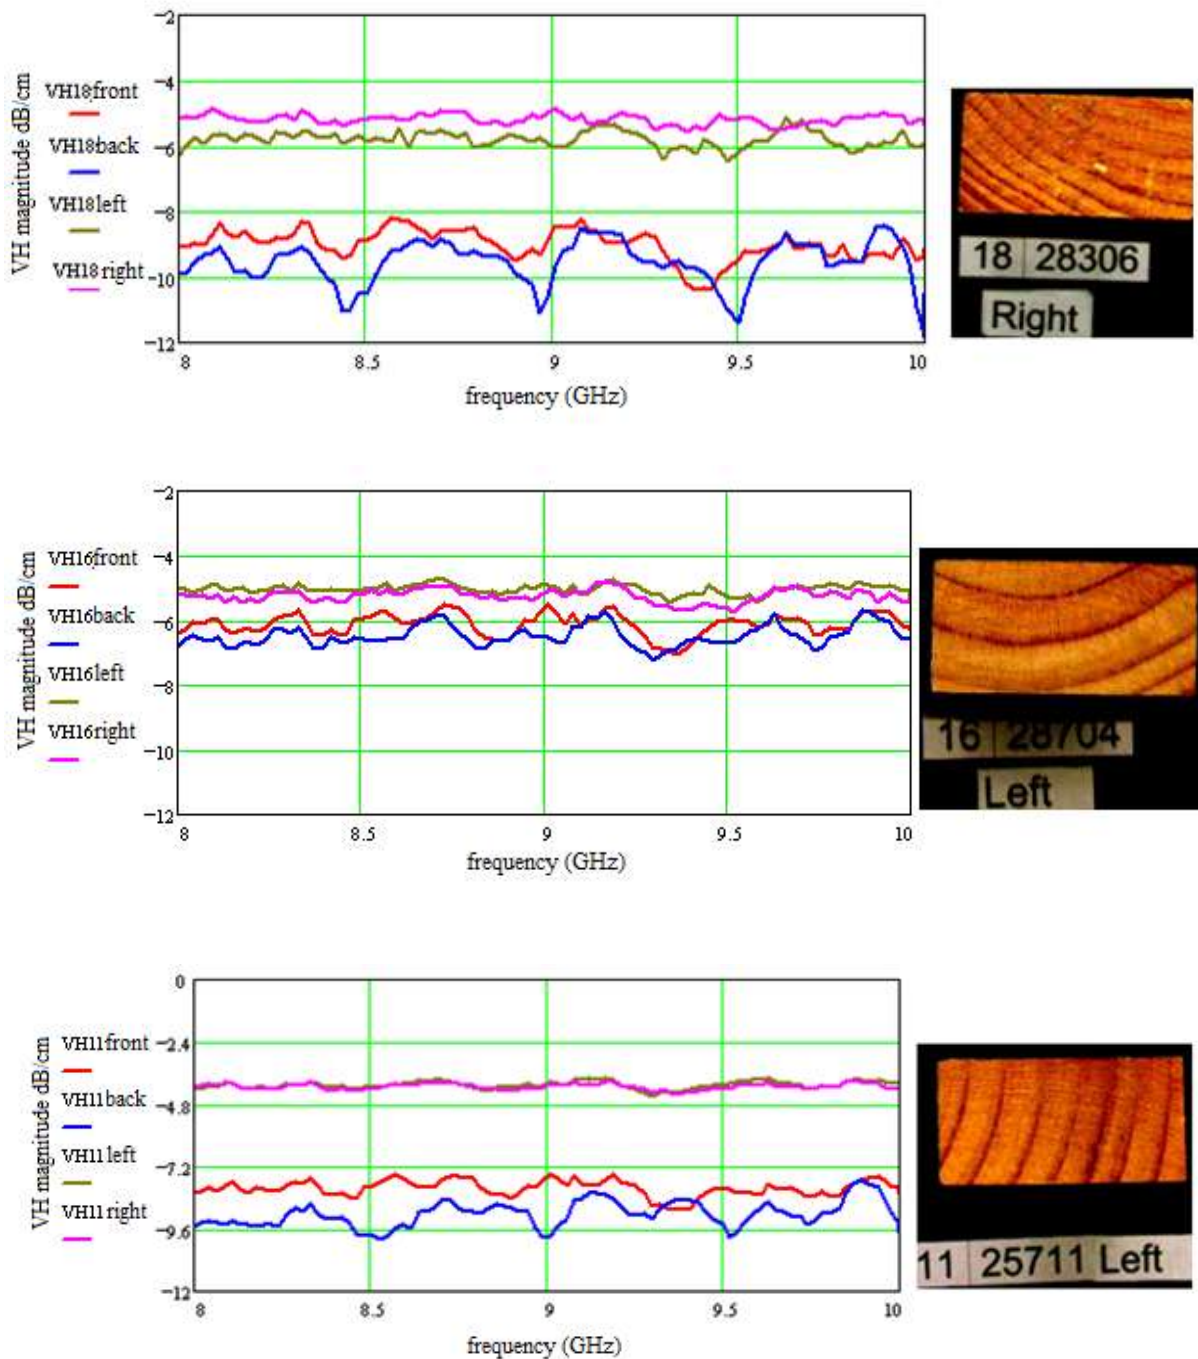 VH magnitude dB/cm
VH18front
VH18back
VH18left
VH18 right
−2
−4
−6
−8
−10
−12
8
8.5
9
9.5
10
frequency (GHz)
18 28306
Right
VH magnitude dB/cm
VH16front
VH16back
VH16left
VH16right
−2
−4
−6
−8
−10
−12
8
8.5
9
9.5
10
frequency (GHz)
16 28704
Left
VH magnitude dB/cm
VH11front
VH11back
VH11left
VH11right
0
−2.4
−4.8
−7.2
−9.6
−12
8
8.5
9
9.5
10
frequency (GHz)
11 25711 Left